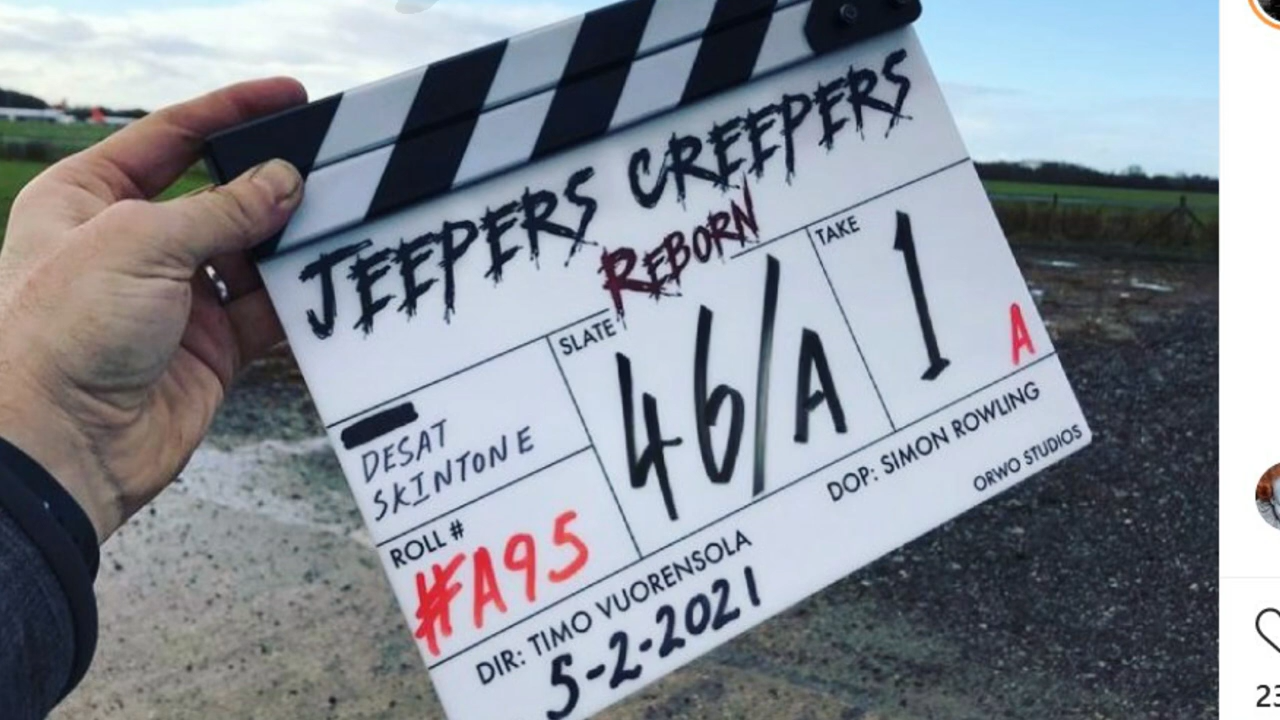 JEEPERS CREEPERS
REBORN
SLATE
46/A
TAKE
1
A
DESAT
SKINTONE
ROLL #
#A95
DIR: TIMO VUORENSOLA
DOP: SIMON ROWLING
ORWO STUDIOS
5-2-2021